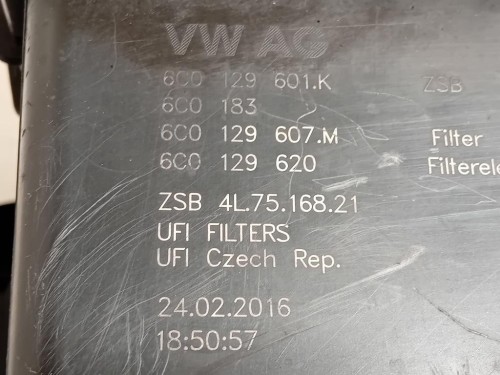 VW AG
6C0 129 601.K ZSB
6C0 183
6C0 129 607.M Filter
6C0 129 620 Filterele
ZSB 4L.75.168.21
UFI FILTERS
UFI Czech Rep.
24.02.2016
18:50:57